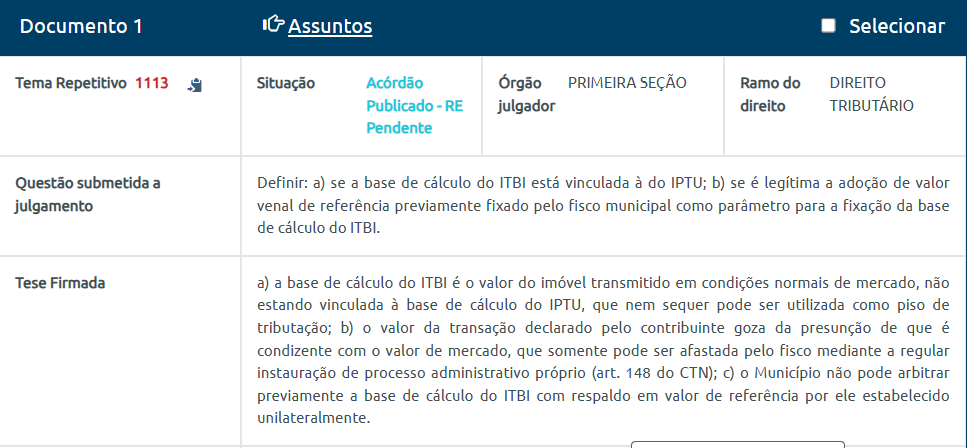 Documento 1
Assuntos
Selecionar
Tema Repetitivo 1113
Situação
Acórdão
Publicado - RE
Pendente
Órgão
julgador
PRIMEIRA SEÇÃO
Ramo do
direito
DIREITO
TRIBUTÁRIO
Questão submetida a
julgamento
Definir: a) se a base de cálculo do ITBI está vinculada à do IPTU; b) se é legítima a adoção de valor
venal de referência previamente fixado pelo fisco municipal como parâmetro para a fixação da base
de cálculo do ITBI.
Tese Firmada
a) a base de cálculo do ITBI é o valor do imóvel transmitido em condições normais de mercado, não
estando vinculada à base de cálculo do IPTU, que nem sequer pode ser utilizada como piso de
tributação; b) o valor da transação declarado pelo contribuinte goza da presunção de que é
condizente com o valor de mercado, que somente pode ser afastada pelo fisco mediante a regular
instauração de processo administrativo próprio (art. 148 do CTN); c) o Município não pode arbitrar
previamente a base de cálculo do ITBI com respaldo em valor de referência por ele estabelecido
unilateralmente.